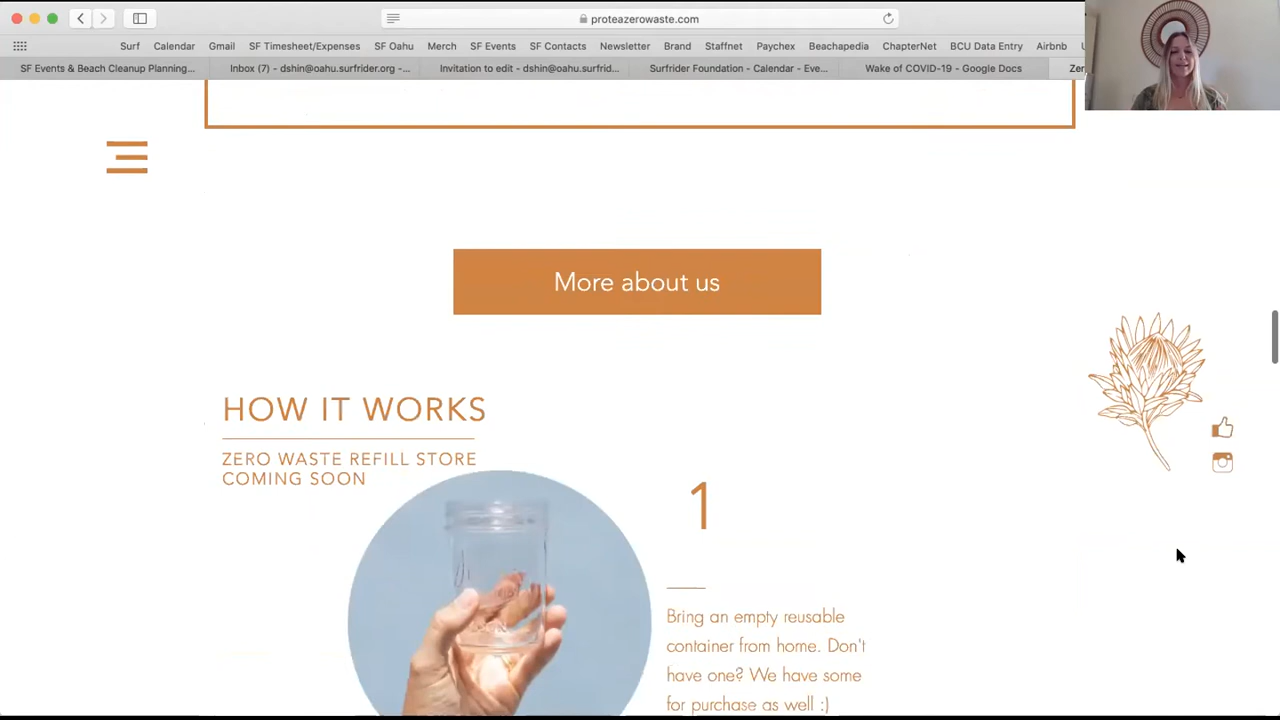 proteazerowaste.com
Surf Calendar Gmail SF Timesheet/Expenses SF Oahu Merch SF Events SF Contacts Newsletter Brand Staffnet Paychex Beachapedia ChapterNet BCU Data Entry Airbnb
SF Events & Beach Cleanup Planning... Inbox (7) - dshin@oahu.surfrider.org -... Invitation to edit - dshin@oahu.surfrid... Surfrider Foundation - Calendar - Eve... Wake of COVID-19 - Google Docs
More about us
HOW IT WORKS
ZERO WASTE REFILL STORE
COMING SOON
1
Bring an empty reusable
container from home. Don't
have one? We have some
for purchase as well :)